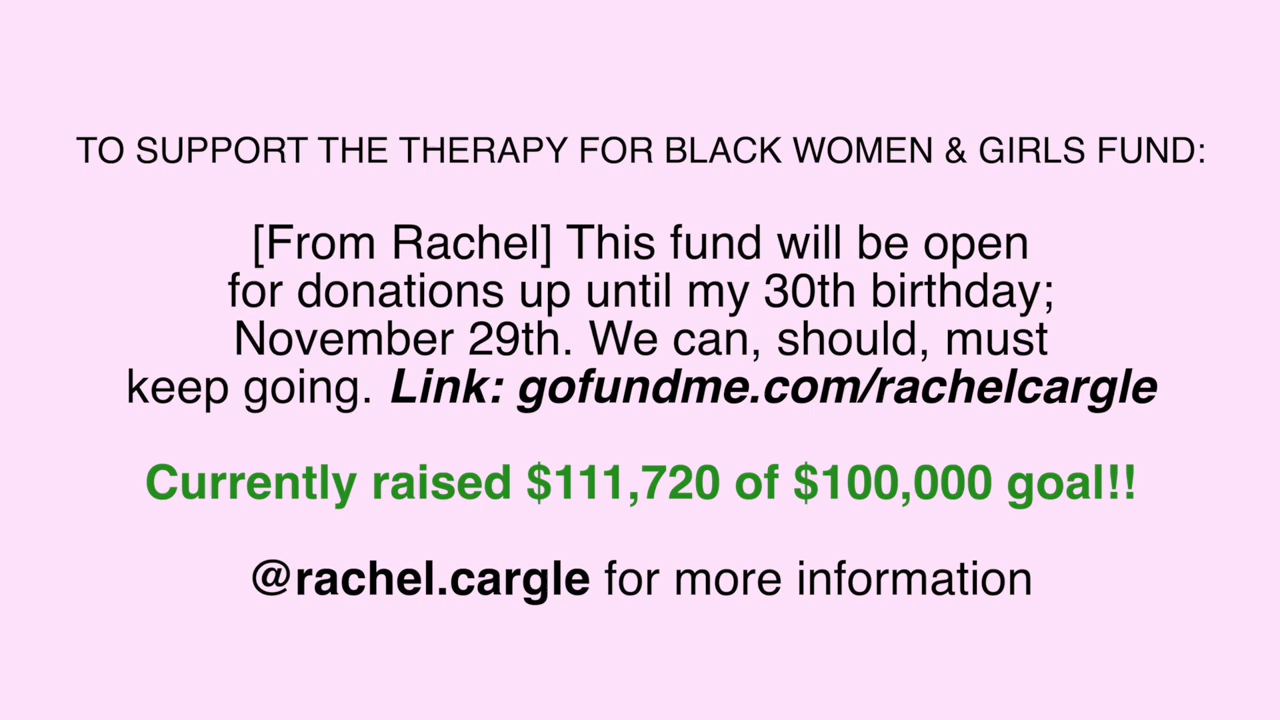 TO SUPPORT THE THERAPY FOR BLACK WOMEN & GIRLS FUND:
[From Rachel] This fund will be open
for donations up until my 30th birthday;
November 29th. We can, should, must
keep going. Link: gofundme.com/rachelcargle
Currently raised $111,720 of $100,000 goal!!
@rachel.cargle for more information